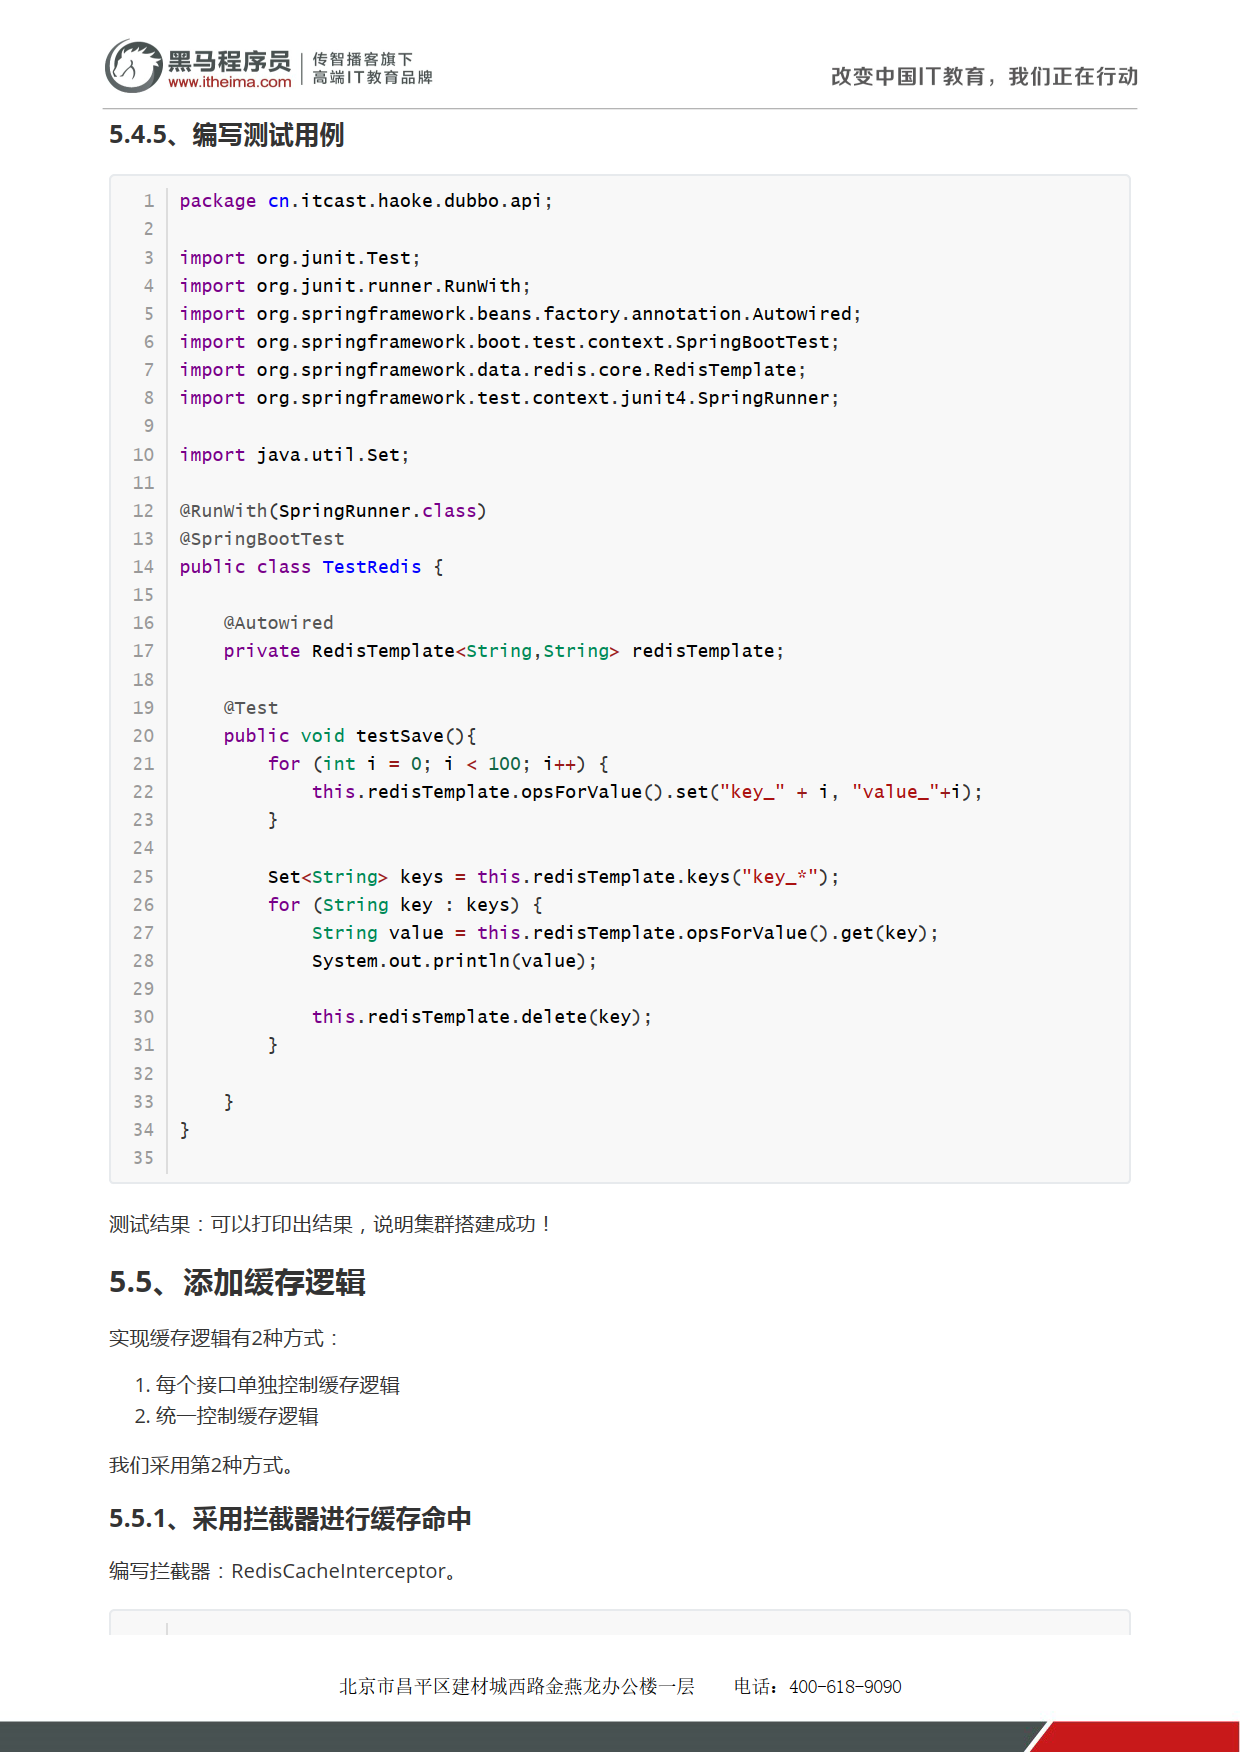 黑马程序员
www.itheima.com
传智播客旗下
高端IT教育品牌
改变中国IT教育，我们正在行动
5.4.5、编写测试用例
1 package cn.itcast.haoke.dubbo.api;
2
3 import org.junit.Test;
4 import org.junit.runner.RunWith;
5 import org.springframework.beans.factory.annotation.Autowired;
6 import org.springframework.boot.test.context.SpringBootTest;
7 import org.springframework.data.redis.core.RedisTemplate;
8 import org.springframework.test.context.junit4.SpringRunner;
9
10 import java.util.Set;
11
12 @RunWith(SpringRunner.class)
13 @SpringBootTest
14 public class TestRedis {
15
16     @Autowired
17     private RedisTemplate<String,String> redisTemplate;
18
19     @Test
20     public void testSave(){
21         for (int i = 0; i < 100; i++) {
22             this.redisTemplate.opsForValue().set("key_" + i, "value_"+i);
23         }
24
25         Set<String> keys = this.redisTemplate.keys("key_*");
26         for (String key : keys) {
27             String value = this.redisTemplate.opsForValue().get(key);
28             System.out.println(value);
29
30             this.redisTemplate.delete(key);
31         }
32
33     }
34 }
35
测试结果：可以打印出结果，说明集群搭建成功！
5.5、添加缓存逻辑
实现缓存逻辑有2种方式：
1. 每个接口单独控制缓存逻辑
2. 统一控制缓存逻辑
我们采用第2种方式。
5.5.1、采用拦截器进行缓存命中
编写拦截器：RedisCacheInterceptor。
北京市昌平区建材城西路金燕龙办公楼一层 电话：400-618-9090